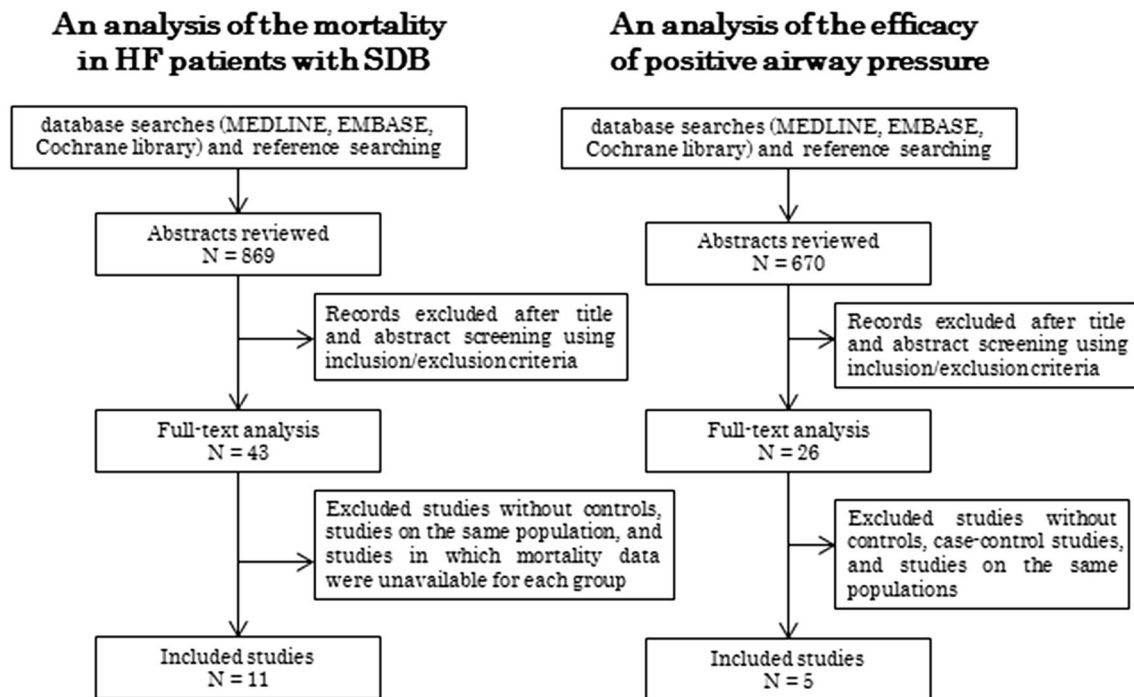 An analysis of the mortality
in HF patients with SDB
database searches (MEDLINE, EMBASE,
Cochrane library) and reference searching
Abstracts reviewed
N = 869
Records excluded after title
and abstract screening using
inclusion/exclusion criteria
Full-text analysis
N = 43
Excluded studies without controls,
studies on the same population, and
studies in which mortality data
were unavailable for each group
Included studies
N = 11
An analysis of the efficacy
of positive airway pressure
database searches (MEDLINE, EMBASE,
Cochrane library) and reference searching
Abstracts reviewed
N = 670
Records excluded after title
and abstract screening using
inclusion/exclusion criteria
Full-text analysis
N = 26
Excluded studies without
controls, case-control studies,
and studies on the same
populations
Included studies
N = 5